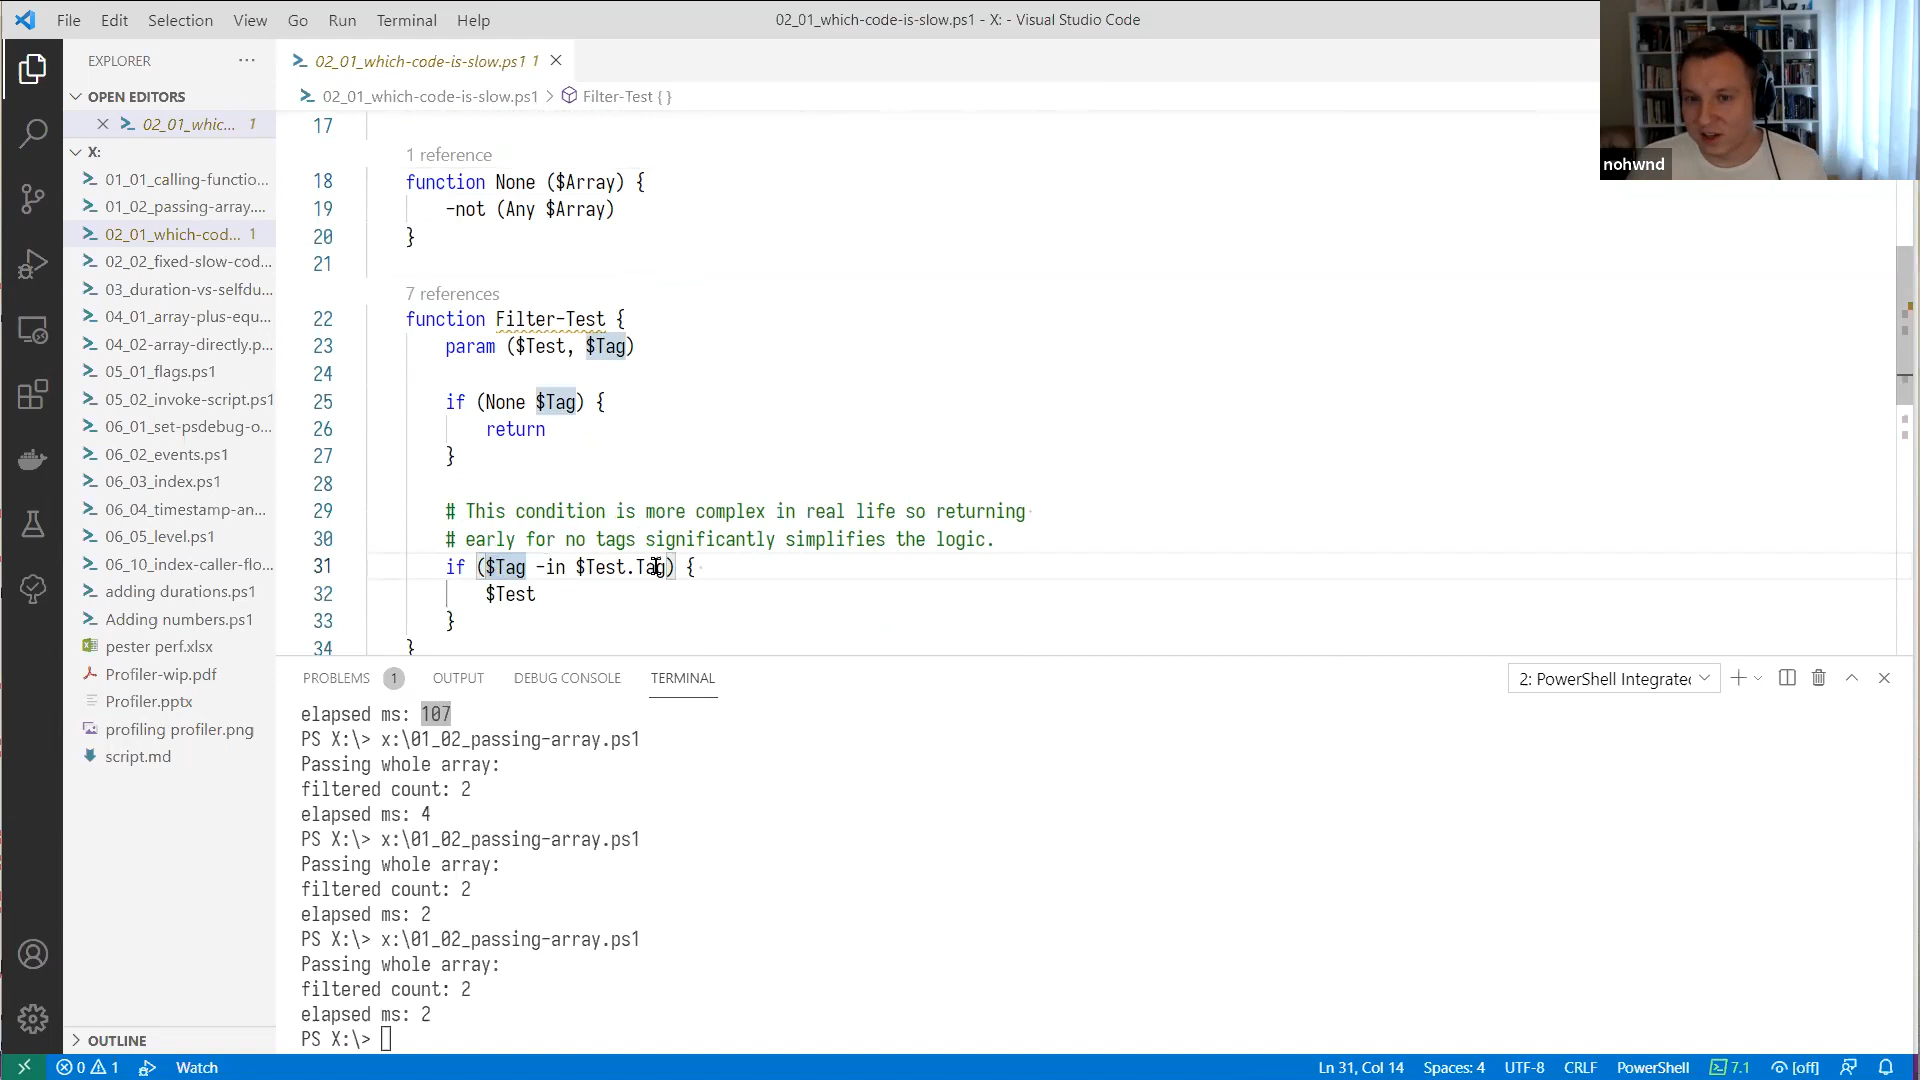 File Edit Selection View Go Run Terminal Help
02_01_which-code-is-slow.ps1 - X: - Visual Studio Code
EXPLORER
OPEN EDITORS
02_01_whic... 1
X:
01_01_calling-functio...
01_02_passing-array....
02_01_which-cod... 1
02_02_fixed-slow-cod...
03_duration-vs-selfdu...
04_01_array-plus-equ...
04_02-array-directly.p...
05_01_flags.ps1
05_02_invoke-script.ps1
06_01_set-psdebug-o...
06_02_events.ps1
06_03_index.ps1
06_04_timestamp-an...
06_05_level.ps1
06_10_index-caller-flo...
adding durations.ps1
Adding numbers.ps1
pester perf.xlsx
Profiler-wip.pdf
Profiler.pptx
profiling profiler.png
script.md
OUTLINE
02_01_which-code-is-slow.ps1 1
02_01_which-code-is-slow.ps1 > Filter-Test { }
17
1 reference
18 function None ($Array) {
19 -not (Any $Array)
20 }
21
7 references
22 function Filter-Test {
23 param ($Test, $Tag)
24
25 if (None $Tag) {
26 return
27 }
28
29 # This condition is more complex in real life so returning
30 # early for no tags significantly simplifies the logic.
31 if ($Tag -in $Test.Tag) {
32 $Test
33 }
34 }
nohwnd
PROBLEMS 1 OUTPUT DEBUG CONSOLE TERMINAL
2: PowerShell Integrated
elapsed ms: 107
PS X:\> x:\01_02_passing-array.ps1
Passing whole array:
filtered count: 2
elapsed ms: 4
PS X:\> x:\01_02_passing-array.ps1
Passing whole array:
filtered count: 2
elapsed ms: 2
PS X:\> x:\01_02_passing-array.ps1
Passing whole array:
filtered count: 2
elapsed ms: 2
PS X:\>
0 1 Watch
Ln 31, Col 14 Spaces: 4 UTF-8 CRLF PowerShell 7.1 [off]